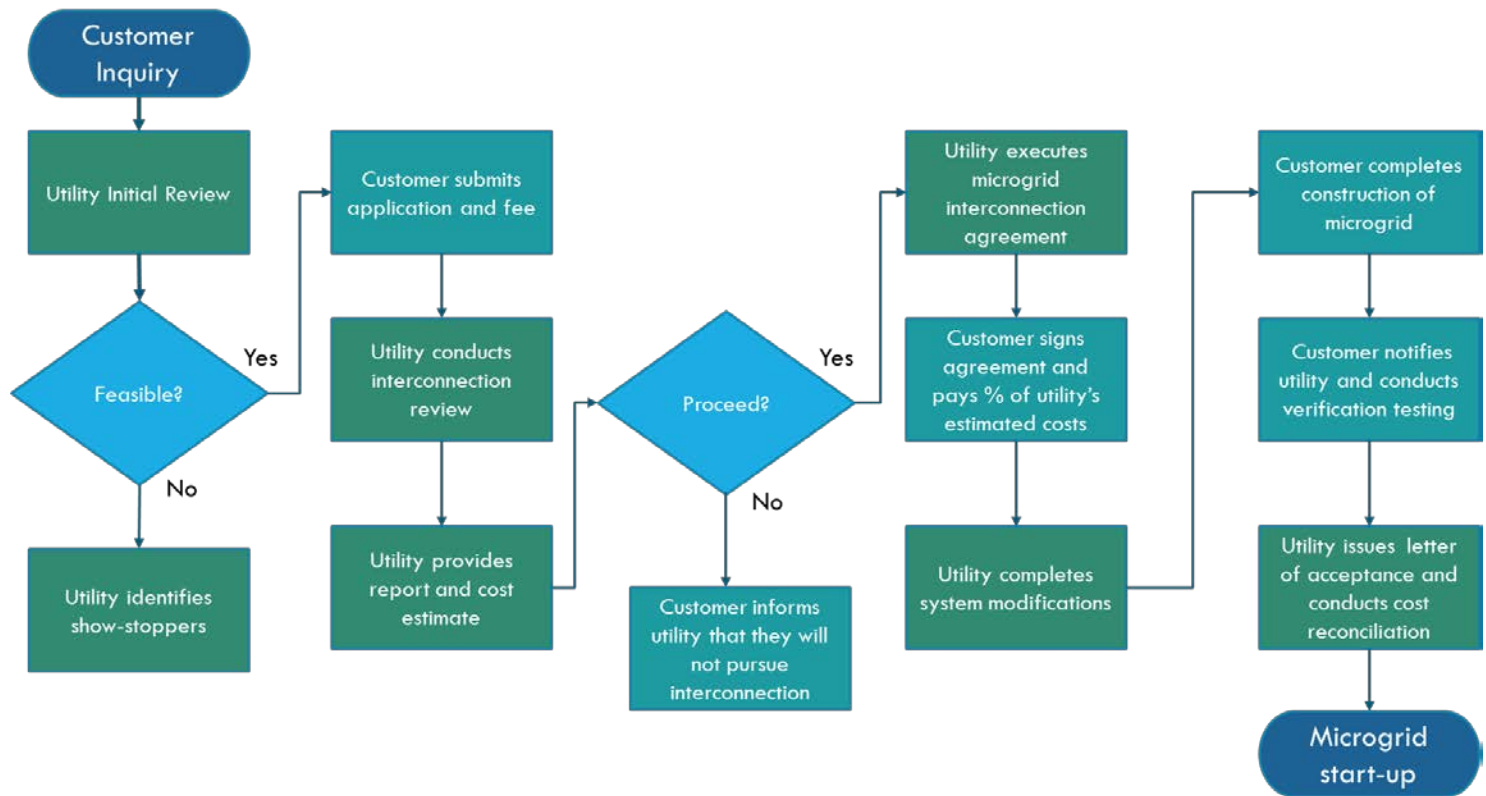 Customer
Inquiry
Utility Initial Review
Feasible?
Yes
No
Utility identifies
show-stoppers
Customer submits
application and fee
Utility conducts
interconnection
review
Utility provides
report and cost
estimate
Proceed?
Yes
No
Customer informs
utility that they will
not pursue
interconnection
Utility executes
microgrid
interconnection
agreement
Customer signs
agreement and
pays % of utility’s
estimated costs
Utility completes
system modifications
Customer completes
construction of
microgrid
Customer notifies
utility and conducts
verification testing
Utility issues letter
of acceptance and
conducts cost
reconciliation
Microgrid
start-up